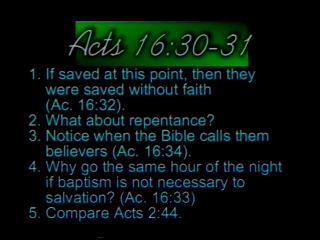 Acts 16:30-31
1. If saved at this point, then they
were saved without faith
(Ac. 16:32).
2. What about repentance?
3. Notice when the Bible calls them
believers (Ac. 16:34).
4. Why go the same hour of the night
if baptism is not necessary to
salvation? (Ac. 16:33)
5. Compare Acts 2:44.